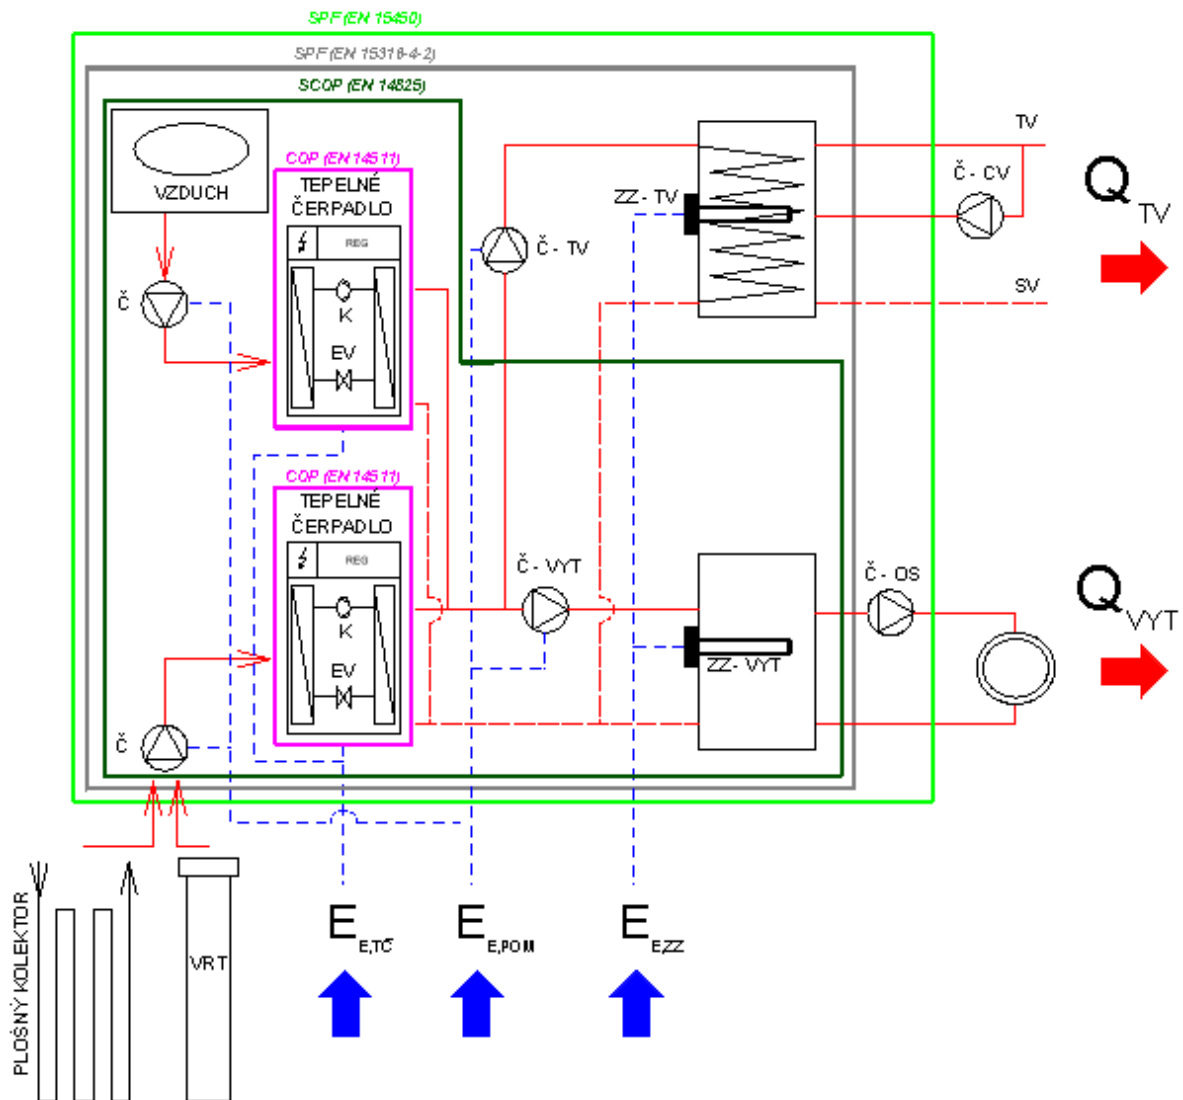 SPF (EN 15450)
SPF (EN 15316-4-2)
SCOP (EN 14825)
VZDUCH
COP (EN 14511)
TEPELNÉ
ČERPADLO
REG
K
EV
Č
Č - TV
ZZ - TV
TV
Č - CV
SV
Q TV
COP (EN 14511)
TEPELNÉ
ČERPADLO
REG
K
EV
Č
Č - VYT
ZZ - VYT
Č - OS
Q VYT
PLOŠNÝ KOLEKTOR
VRT
E E,TČ
E E,POM
E E,ZZ